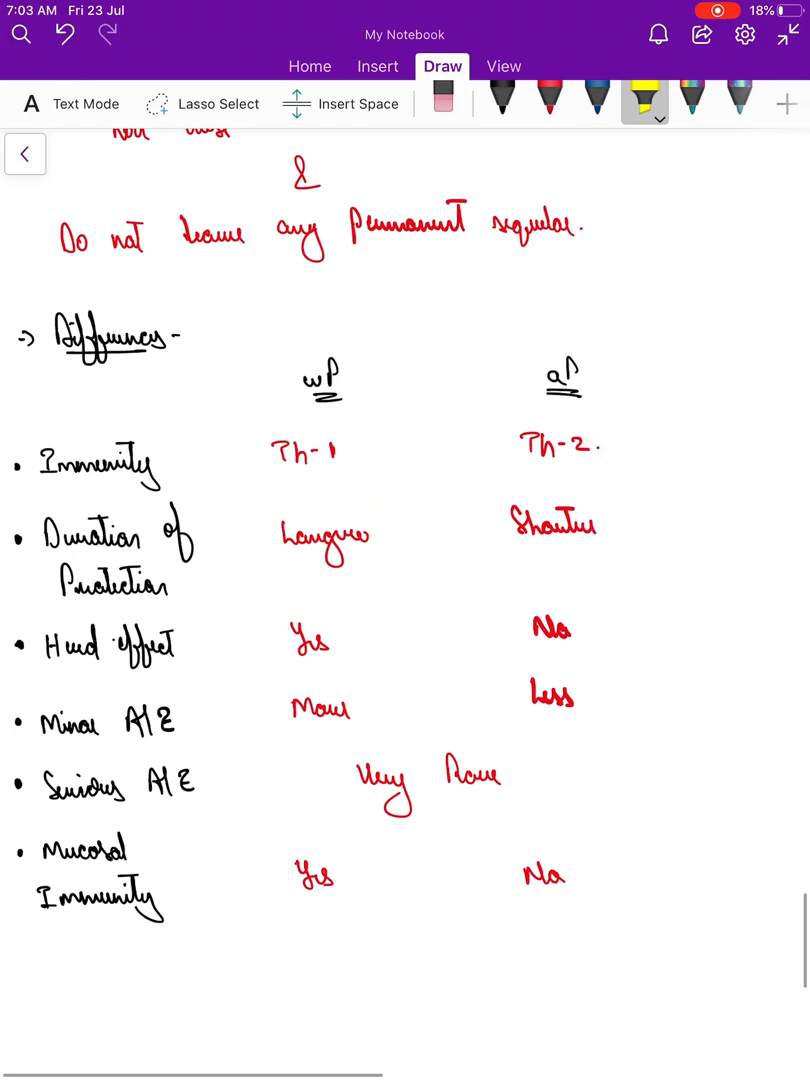 7:03 AM Fri 23 Jul 18%
My Notebook
Home Insert Draw View
A Text Mode Lasso Select Insert Space
&
Do not leave any Permanent sequelae.
=> Differences -
wP aP
• Immunity Th-1 Th-2.
• Duration of Longer Shorter
Protection
• Herd effect Yes No
• Minor A/E More Less
• Serious A/E Very Rare
• Mucosal
Immunity Yes No